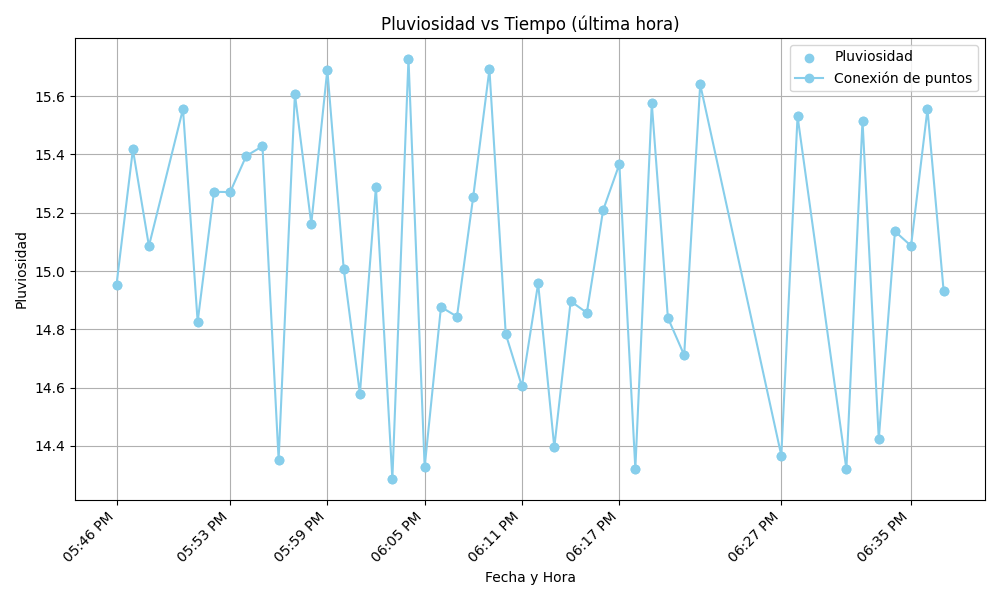 Pluviosidad vs Tiempo (última hora)
Pluviosidad
Conexión de puntos
15.6
15.4
15.2
15.0
14.8
14.6
14.4
Pluviosidad
05:46 PM
05:53 PM
05:59 PM
06:05 PM
06:11 PM
06:17 PM
06:27 PM
06:35 PM
Fecha y Hora